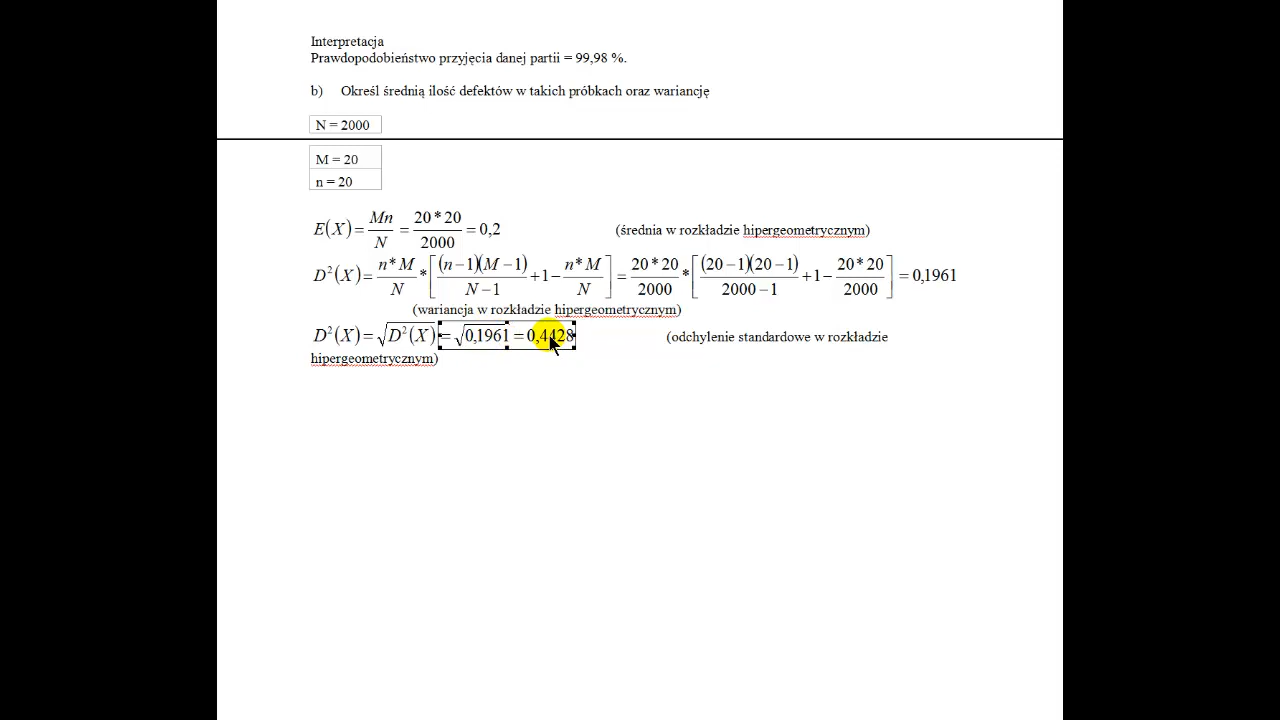 Interpretacja
Prawdopodobieństwo przyjęcia danej partii = 99,98 %.
b) Określ średnią ilość defektów w takich próbkach oraz wariancję
N = 2000
M = 20
n = 20
E(X) = Mn/N = 20*20/2000 = 0,2 (średnia w rozkładzie hipergeometrycznym)
D²(X) = n*M/N * [(n−1)(M−1)/N−1 + 1 − n*M/N] = 20*20/2000 * [(20−1)(20−1)/2000−1 + 1 − 20*20/2000] = 0,1961
(wariancja w rozkładzie hipergeometrycznym)
D²(X) = √D²(X) = √0,1961 = 0,4428 (odchylenie standardowe w rozkładzie
hipergeometrycznym)